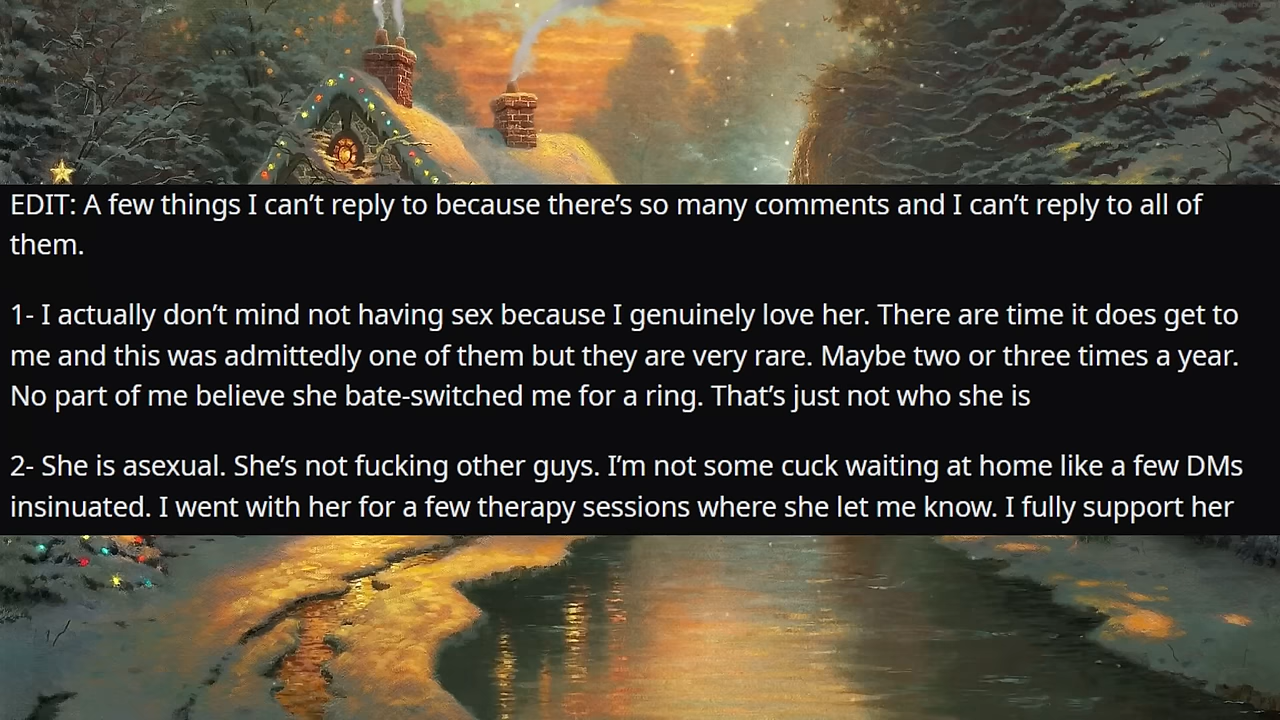 EDIT: A few things I can’t reply to because there’s so many comments and I can’t reply to all of
them.
1- I actually don’t mind not having sex because I genuinely love her. There are time it does get to
me and this was admittedly one of them but they are very rare. Maybe two or three times a year.
No part of me believe she bate-switched me for a ring. That’s just not who she is
2- She is asexual. She’s not fucking other guys. I’m not some cuck waiting at home like a few DMs
insinuated. I went with her for a few therapy sessions where she let me know. I fully support her